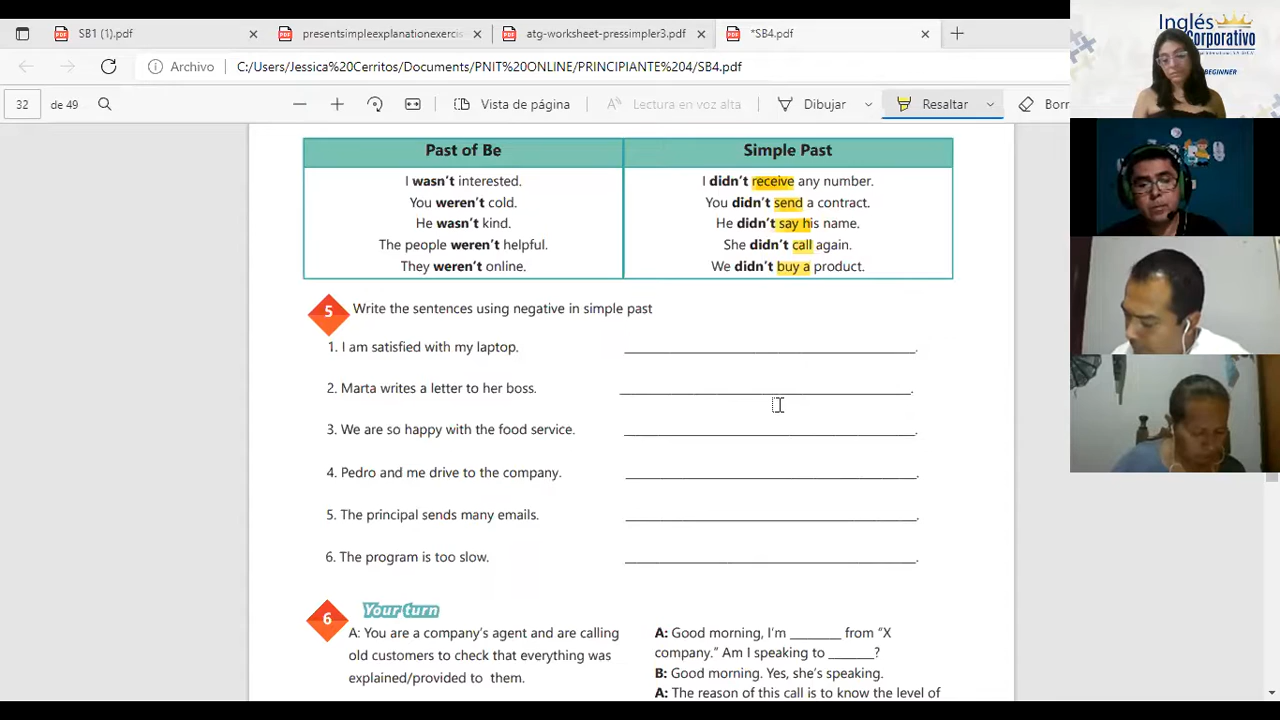 SB1 (1).pdf
presentsimpleexplanationexercis
atg-worksheet-pressimpler3.pdf
*SB4.pdf
Archivo
C:/Users/Jessica%20Cerritos/Documents/PNIT%20ONLINE/PRINCIPIANTE%204/SB4.pdf
32 de 49
Vista de página
Lectura en voz alta
Dibujar
Resaltar
Borr
Inglés
Corporativo
BEGINNER
Past of Be
Simple Past
I wasn't interested.
You weren't cold.
He wasn't kind.
The people weren't helpful.
They weren't online.
I didn't receive any number.
You didn't send a contract.
He didn't say his name.
She didn't call again.
We didn't buy a product.
5 Write the sentences using negative in simple past
1. I am satisfied with my laptop. ______________________.
2. Marta writes a letter to her boss. ______________________.
3. We are so happy with the food service. ______________________.
4. Pedro and me drive to the company. ______________________.
5. The principal sends many emails. ______________________.
6. The program is too slow. ______________________.
6 Your turn
A: You are a company's agent and are calling
old customers to check that everything was
explained/provided to them.
A: Good morning, I'm ________ from "X
company." Am I speaking to _______?
B: Good morning. Yes, she's speaking.
A: The reason of this call is to know the level of